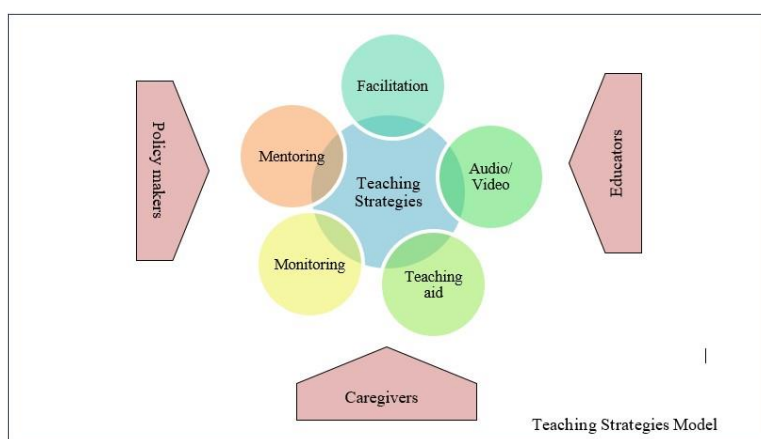 Facilitation
Policy makers
Mentoring
Audio/
Video
Educators
Teaching
Strategies
Monitoring
Teaching
aid
Caregivers
Teaching Strategies Model